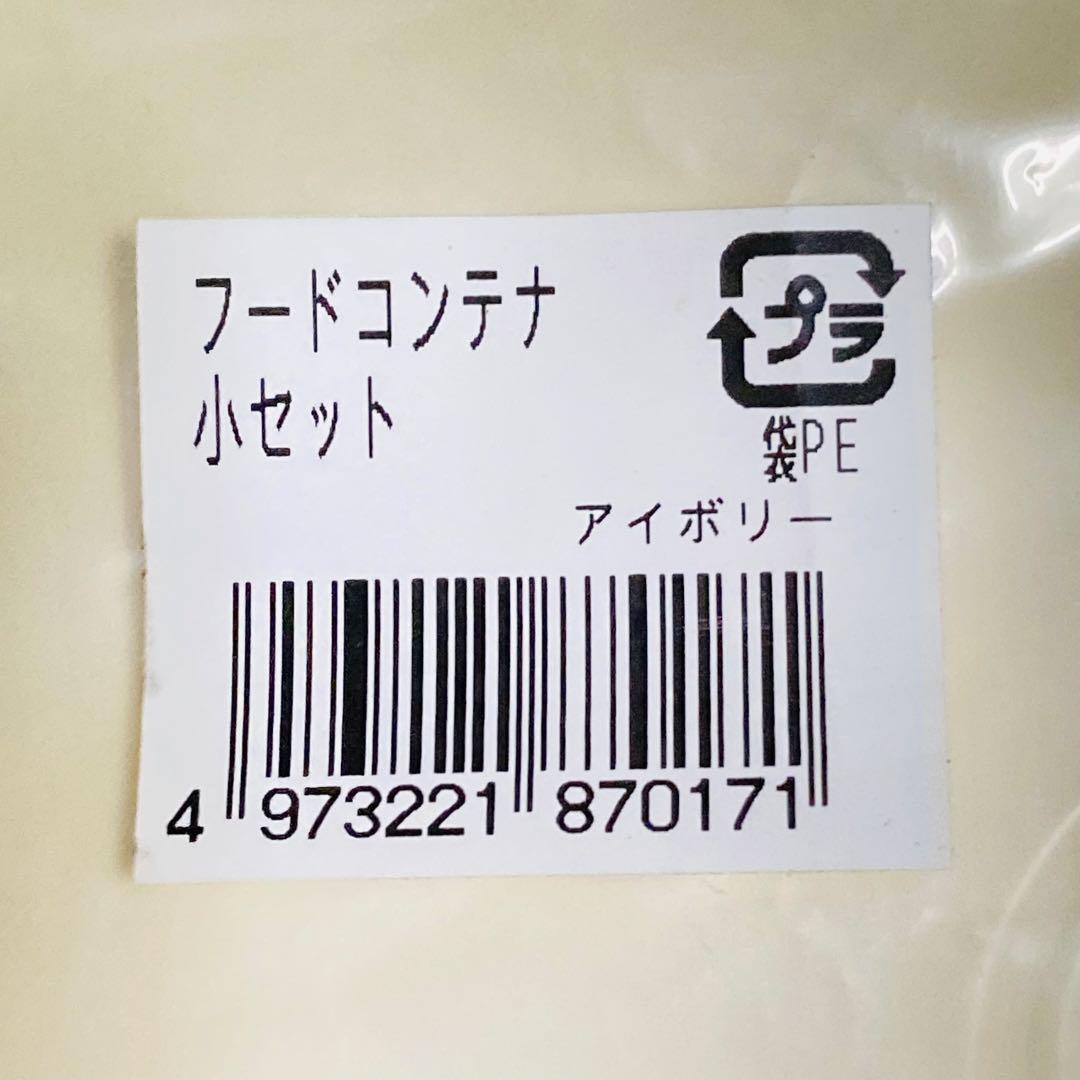 フードコンテナ
小セット
プラ
袋PE
アイボリー
4 973221 870171